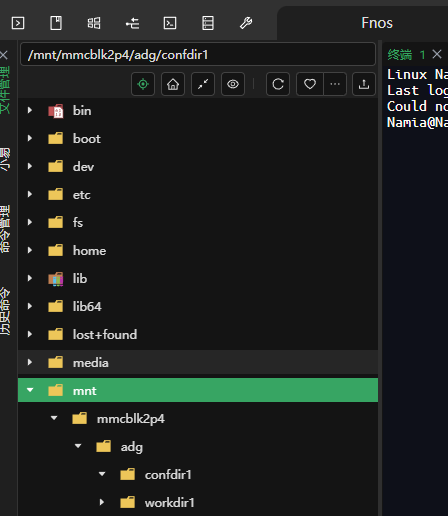 Fnos
/mnt/mmcblk2p4/adg/confdir1
终端 1
文件管理
小易
命令管理
历史命令
bin
boot
dev
etc
fs
home
lib
lib64
lost+found
media
mnt
mmcblk2p4
adg
confdir1
workdir1
Linux Na
Last log
Could no
Namia@Na